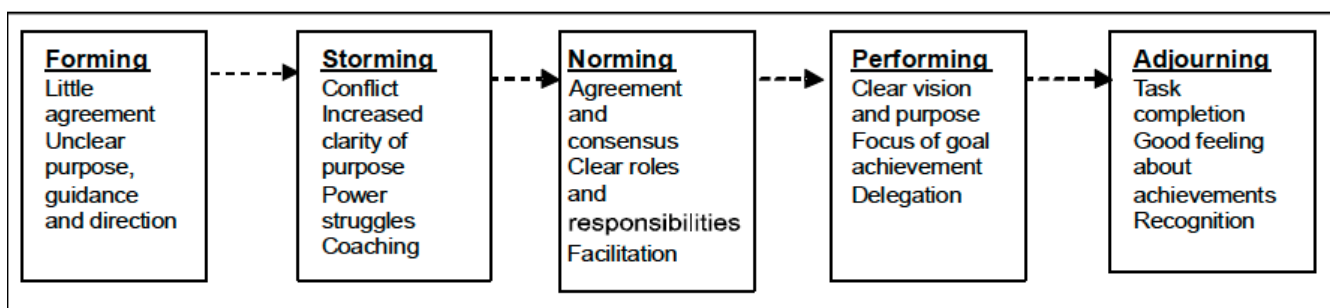 Forming
Little
agreement
Unclear
purpose,
guidance
and direction
Storming
Conflict
Increased
clarity of
purpose
Power
struggles
Coaching
Norming
Agreement
and
consensus
Clear roles
and
responsibilities
Facilitation
Performing
Clear vision
and purpose
Focus of goal
achievement
Delegation
Adjourning
Task
completion
Good feeling
about
achievements
Recognition